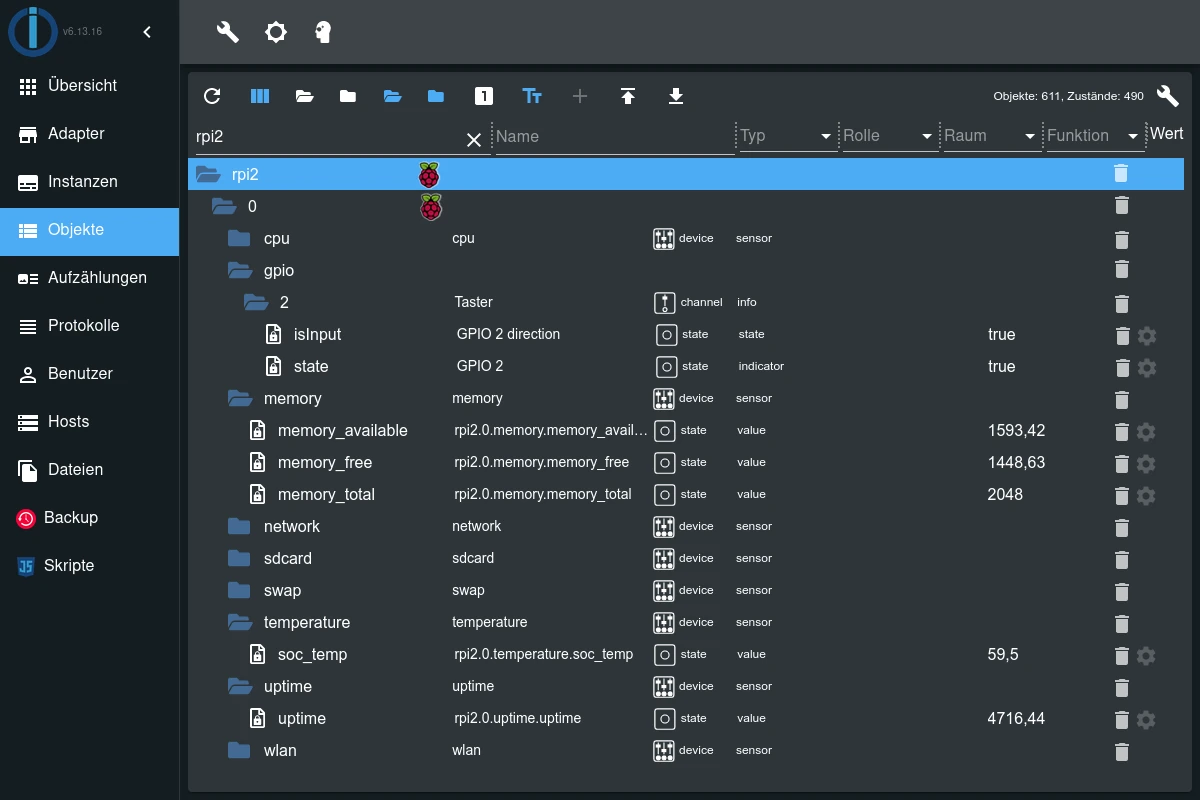 v6.13.16
Übersicht
Adapter
Instanzen
Objekte
Aufzählungen
Protokolle
Benutzer
Hosts
Dateien
Backup
JS Skripte
1 Tт Objekte: 611, Zustände: 490
rpi2 Name Typ Rolle Raum Funktion Wert
rpi2
0
cpu cpu device sensor
gpio
2 Taster channel info
isInput GPIO 2 direction state state true
state GPIO 2 state indicator true
memory memory device sensor
memory_available rpi2.0.memory.memory_avail... state value 1593,42
memory_free rpi2.0.memory.memory_free state value 1448,63
memory_total rpi2.0.memory.memory_total state value 2048
network network device sensor
sdcard sdcard device sensor
swap swap device sensor
temperature temperature device sensor
soc_temp rpi2.0.temperature.soc_temp state value 59,5
uptime uptime device sensor
uptime rpi2.0.uptime.uptime state value 4716,44
wlan wlan device sensor